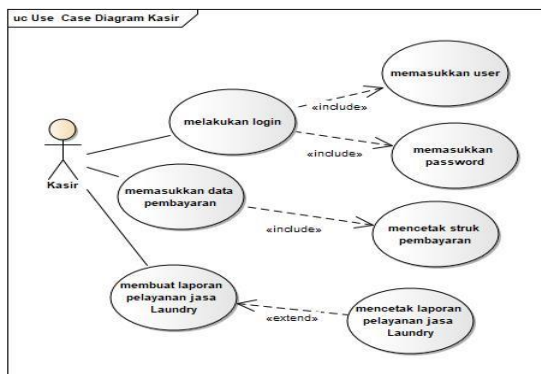 uc Use Case Diagram Kasir
memasukkan user
«include»
melakukan login
«include»
memasukkan
password
Kasir
memasukkan data
pembayaran
«include»
mencetak struk
pembayaran
membuat laporan
pelayanan jasa
Laundry
«extend»
mencetak laporan
pelayanan jasa
Laundry